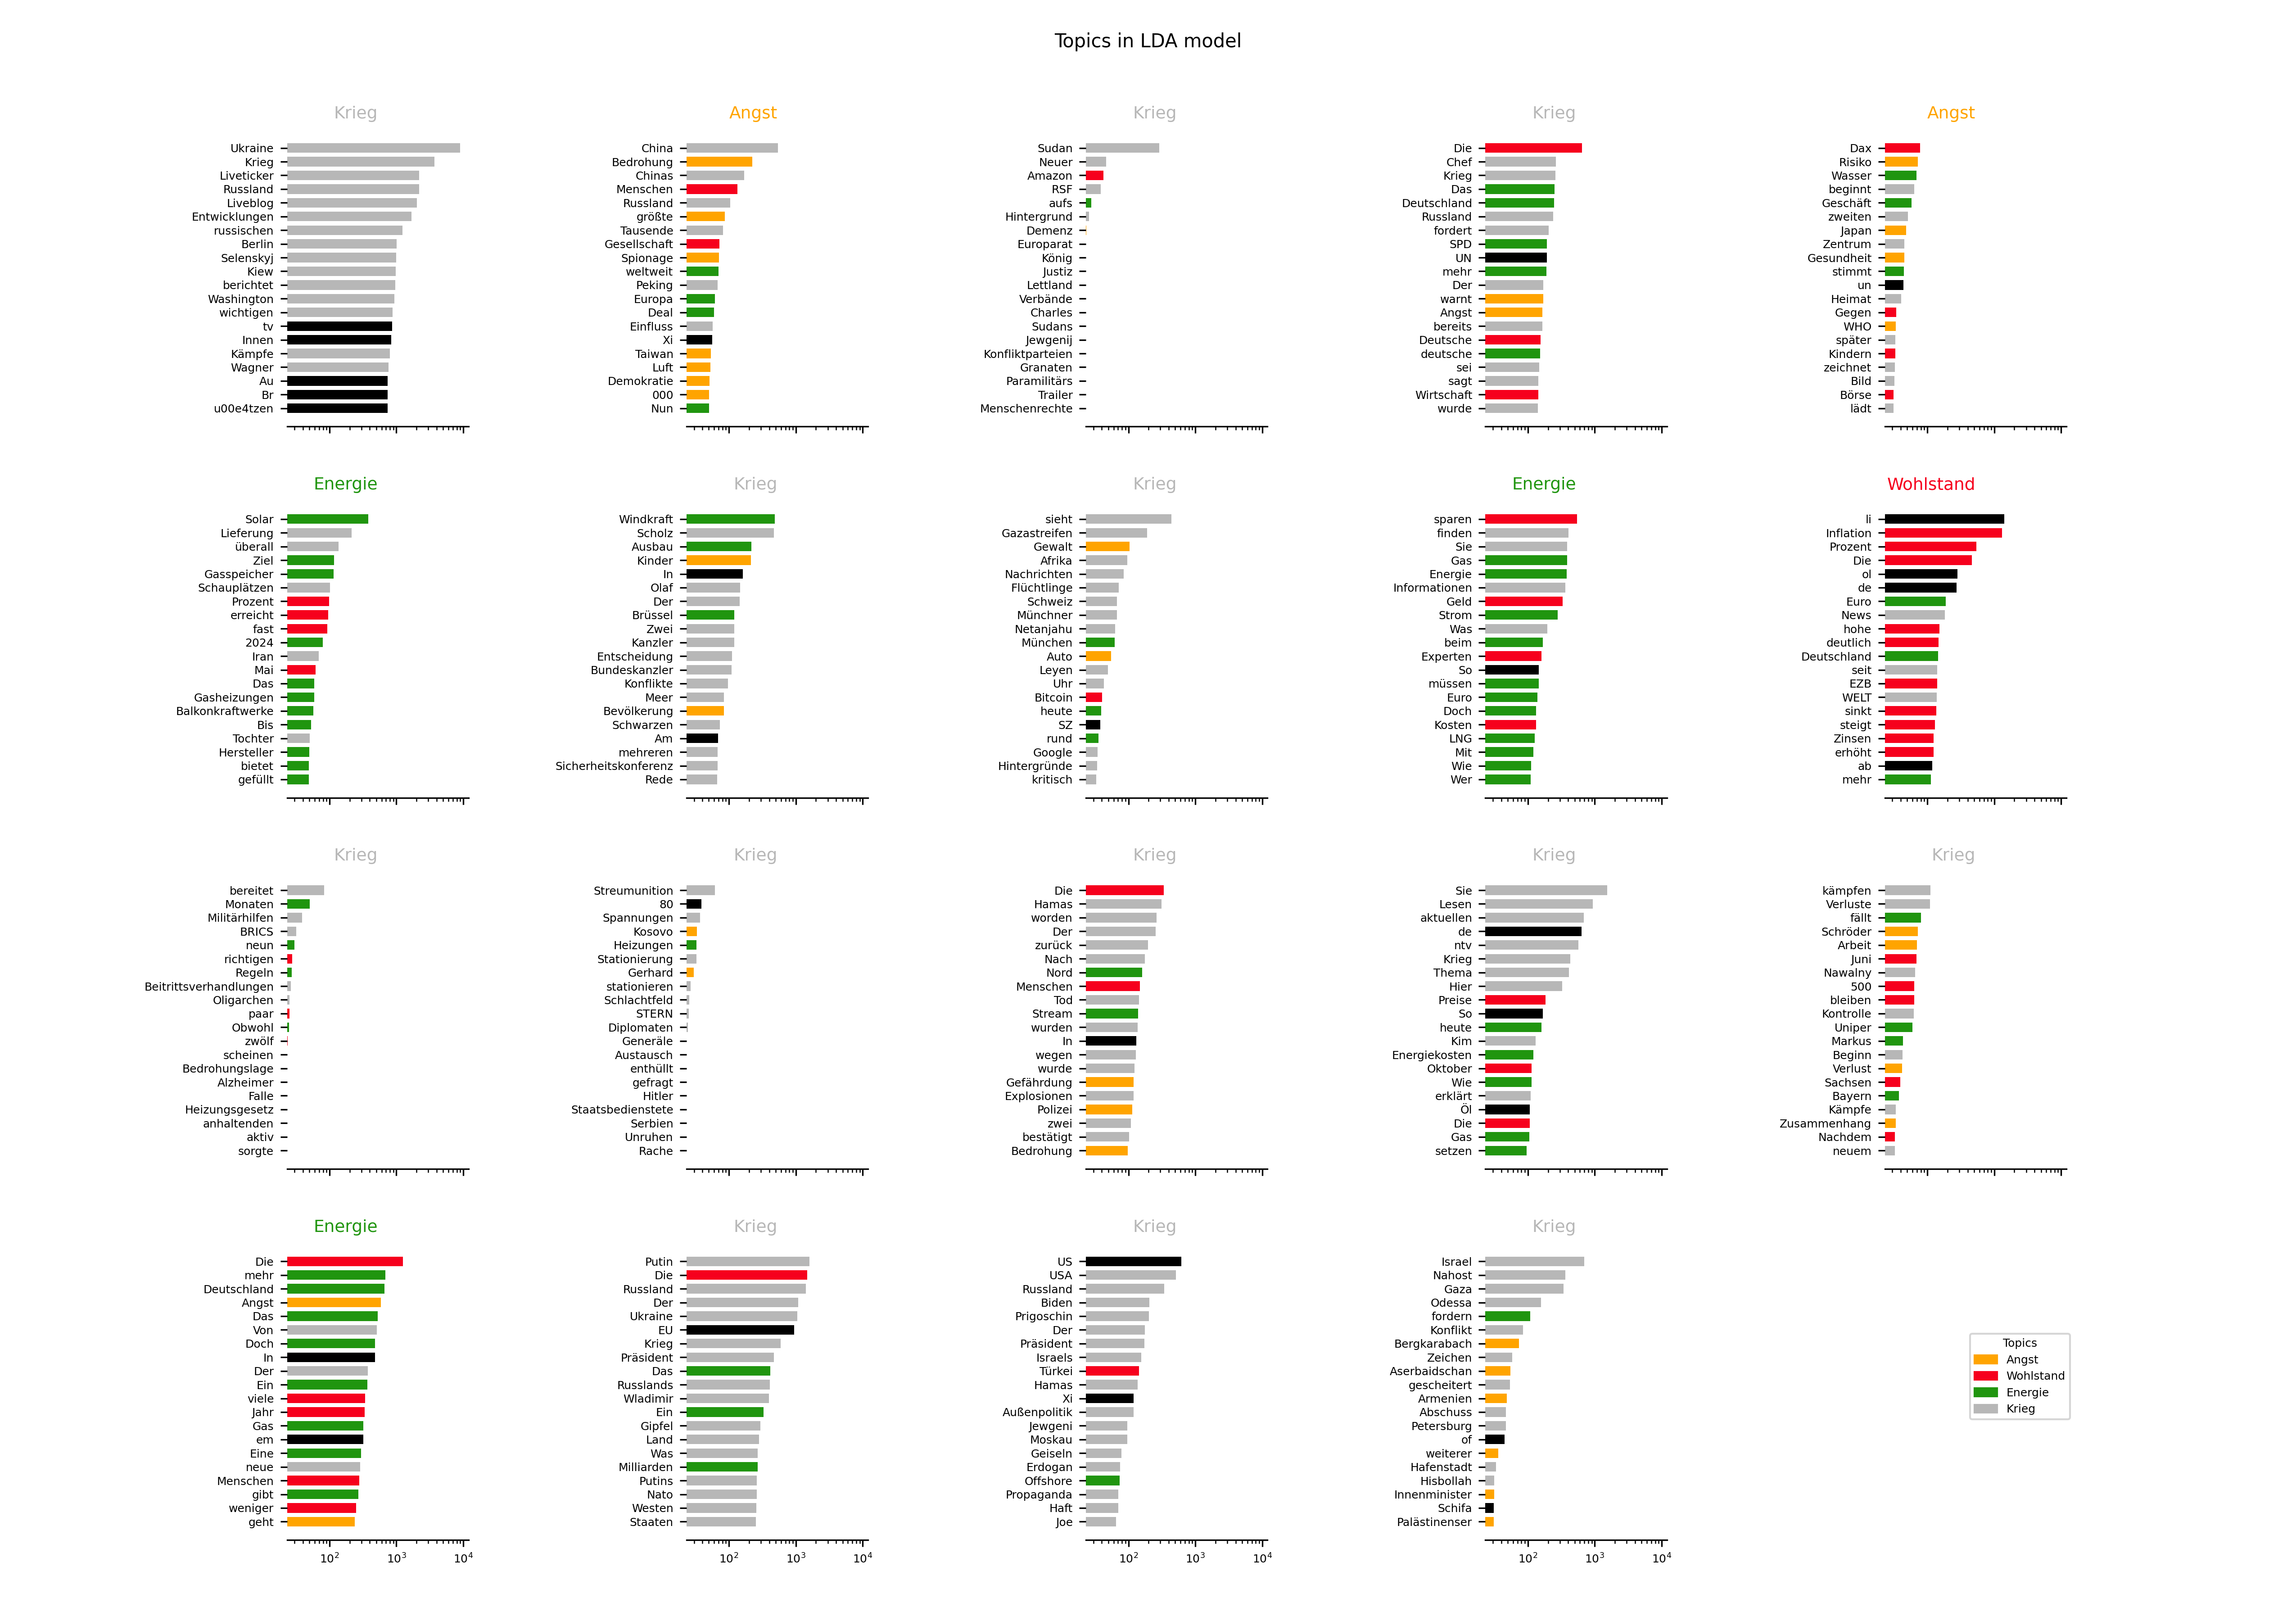 Topics in LDA model
Krieg
Ukraine
Krieg
Liveticker
Russland
Liveblog
Entwicklungen
russischen
Berlin
Selenskyj
Kiew
berichtet
Washington
wichtigen
tv
Innen
Kämpfe
Wagner
Au
Br
u00e4tzen
Angst
China
Bedrohung
Chinas
Menschen
Russland
größte
Tausende
Gesellschaft
Spionage
weltweit
Peking
Europa
Deal
Einfluss
Xi
Taiwan
Luft
Demokratie
000
Nun
Krieg
Sudan
Neuer
Amazon
RSF
aufs
Hintergrund
Demenz
Europarat
König
Justiz
Lettland
Verbände
Charles
Sudans
Jewgenij
Konfliktparteien
Granaten
Paramilitärs
Trailer
Menschenrechte
Krieg
Die
Chef
Krieg
Das
Deutschland
Russland
fordert
SPD
UN
mehr
Der
warnt
Angst
bereits
Deutsche
deutsche
sei
sagt
Wirtschaft
wurde
Angst
Dax
Risiko
Wasser
beginnt
Geschäft
zweiten
Japan
Zentrum
Gesundheit
stimmt
un
Heimat
Gegen
WHO
später
Kindern
zeichnet
Bild
Börse
lädt
Energie
Solar
Lieferung
überall
Ziel
Gasspeicher
Schauplätzen
Prozent
erreicht
fast
2024
Iran
Mai
Das
Gasheizungen
Balkonkraftwerke
Bis
Tochter
Hersteller
bietet
gefüllt
Krieg
Windkraft
Scholz
Ausbau
Kinder
In
Olaf
Der
Brüssel
Zwei
Kanzler
Entscheidung
Bundeskanzler
Konflikte
Meer
Bevölkerung
Schwarzen
Am
mehreren
Sicherheitskonferenz
Rede
Krieg
sieht
Gazastreifen
Gewalt
Afrika
Nachrichten
Flüchtlinge
Schweiz
Münchner
Netanjahu
München
Auto
Leyen
Uhr
Bitcoin
heute
SZ
rund
Google
Hintergründe
kritisch
Energie
sparen
finden
Sie
Gas
Energie
Informationen
Geld
Strom
Was
beim
Experten
So
müssen
Euro
Doch
Kosten
LNG
Mit
Wie
Wer
Wohlstand
li
Inflation
Prozent
Die
ol
de
Euro
News
hohe
deutlich
Deutschland
seit
EZB
WELT
sinkt
steigt
Zinsen
erhöht
ab
mehr
Krieg
bereitet
Monaten
Militärhilfen
BRICS
neun
richtigen
Regeln
Beitrittsverhandlungen
Oligarchen
paar
Obwohl
zwölf
scheinen
Bedrohungslage
Alzheimer
Falle
Heizungsgesetz
anhaltenden
aktiv
sorgte
Krieg
Streumunition
80
Spannungen
Kosovo
Heizungen
Stationierung
Gerhard
stationieren
Schlachtfeld
STERN
Diplomaten
Generäle
Austausch
enthüllt
gefragt
Hitler
Staatsbedienstete
Serbien
Unruhen
Rache
Krieg
Die
Hamas
worden
Der
zurück
Nach
Nord
Menschen
Tod
Stream
wurden
In
wegen
wurde
Gefährdung
Explosionen
Polizei
zwei
bestätigt
Bedrohung
Krieg
Sie
Lesen
aktuellen
de
ntv
Krieg
Thema
Hier
Preise
So
heute
Kim
Energiekosten
Oktober
Wie
erklärt
Öl
Die
Gas
setzen
Krieg
kämpfen
Verluste
fällt
Schröder
Arbeit
Juni
Nawalny
500
bleiben
Kontrolle
Uniper
Markus
Beginn
Verlust
Sachsen
Bayern
Kämpfe
Zusammenhang
Nachdem
neuem
Energie
Die
mehr
Deutschland
Angst
Das
Von
Doch
In
Der
Ein
viele
Jahr
Gas
em
Eine
neue
Menschen
gibt
weniger
geht
10² 10³ 10⁴
Krieg
Putin
Die
Russland
Der
Ukraine
EU
Krieg
Präsident
Das
Russlands
Wladimir
Ein
Gipfel
Land
Was
Milliarden
Putins
Nato
Westen
Staaten
10² 10³ 10⁴
Krieg
US
USA
Russland
Biden
Prigoschin
Der
Präsident
Israels
Türkei
Hamas
Xi
Außenpolitik
Jewgeni
Moskau
Geiseln
Erdogan
Offshore
Propaganda
Haft
Joe
10² 10³ 10⁴
Krieg
Israel
Nahost
Gaza
Odessa
fordern
Konflikt
Bergkarabach
Zeichen
Aserbaidschan
gescheitert
Armenien
Abschuss
Petersburg
of
weiterer
Hafenstadt
Hisbollah
Innenminister
Schifa
Palästinenser
10² 10³ 10⁴
Topics
Angst
Wohlstand
Energie
Krieg